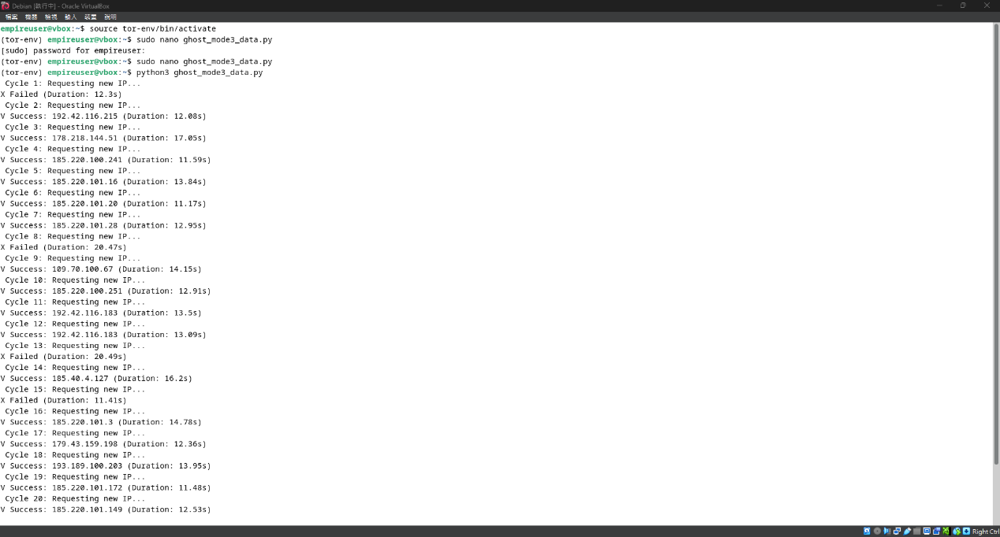 Debian [執行中] - Oracle VirtualBox
檔案 機器 檢視 輸入 裝置 說明
empireuser@vbox:~$ source tor-env/bin/activate
(tor-env) empireuser@vbox:~$ sudo nano ghost_mode3_data.py
[sudo] password for empireuser:
(tor-env) empireuser@vbox:~$ sudo nano ghost_mode3_data.py
(tor-env) empireuser@vbox:~$ python3 ghost_mode3_data.py
Cycle 1: Requesting new IP...
X Failed (Duration: 12.3s)
Cycle 2: Requesting new IP...
V Success: 192.42.116.215 (Duration: 12.08s)
Cycle 3: Requesting new IP...
V Success: 178.218.144.51 (Duration: 17.05s)
Cycle 4: Requesting new IP...
V Success: 185.220.100.241 (Duration: 11.59s)
Cycle 5: Requesting new IP...
V Success: 185.220.101.16 (Duration: 13.84s)
Cycle 6: Requesting new IP...
V Success: 185.220.101.20 (Duration: 11.17s)
Cycle 7: Requesting new IP...
V Success: 185.220.101.28 (Duration: 12.95s)
Cycle 8: Requesting new IP...
X Failed (Duration: 20.47s)
Cycle 9: Requesting new IP...
V Success: 109.70.100.67 (Duration: 14.15s)
Cycle 10: Requesting new IP...
V Success: 185.220.100.251 (Duration: 12.91s)
Cycle 11: Requesting new IP...
V Success: 192.42.116.183 (Duration: 13.5s)
Cycle 12: Requesting new IP...
V Success: 192.42.116.183 (Duration: 13.09s)
Cycle 13: Requesting new IP...
X Failed (Duration: 20.49s)
Cycle 14: Requesting new IP...
V Success: 185.40.4.127 (Duration: 16.2s)
Cycle 15: Requesting new IP...
X Failed (Duration: 11.41s)
Cycle 16: Requesting new IP...
V Success: 185.220.101.3 (Duration: 14.78s)
Cycle 17: Requesting new IP...
V Success: 179.43.159.198 (Duration: 12.36s)
Cycle 18: Requesting new IP...
V Success: 193.189.100.203 (Duration: 13.95s)
Cycle 19: Requesting new IP...
V Success: 185.220.101.172 (Duration: 11.48s)
Cycle 20: Requesting new IP...
V Success: 185.220.101.149 (Duration: 12.53s)
Right Ctrl